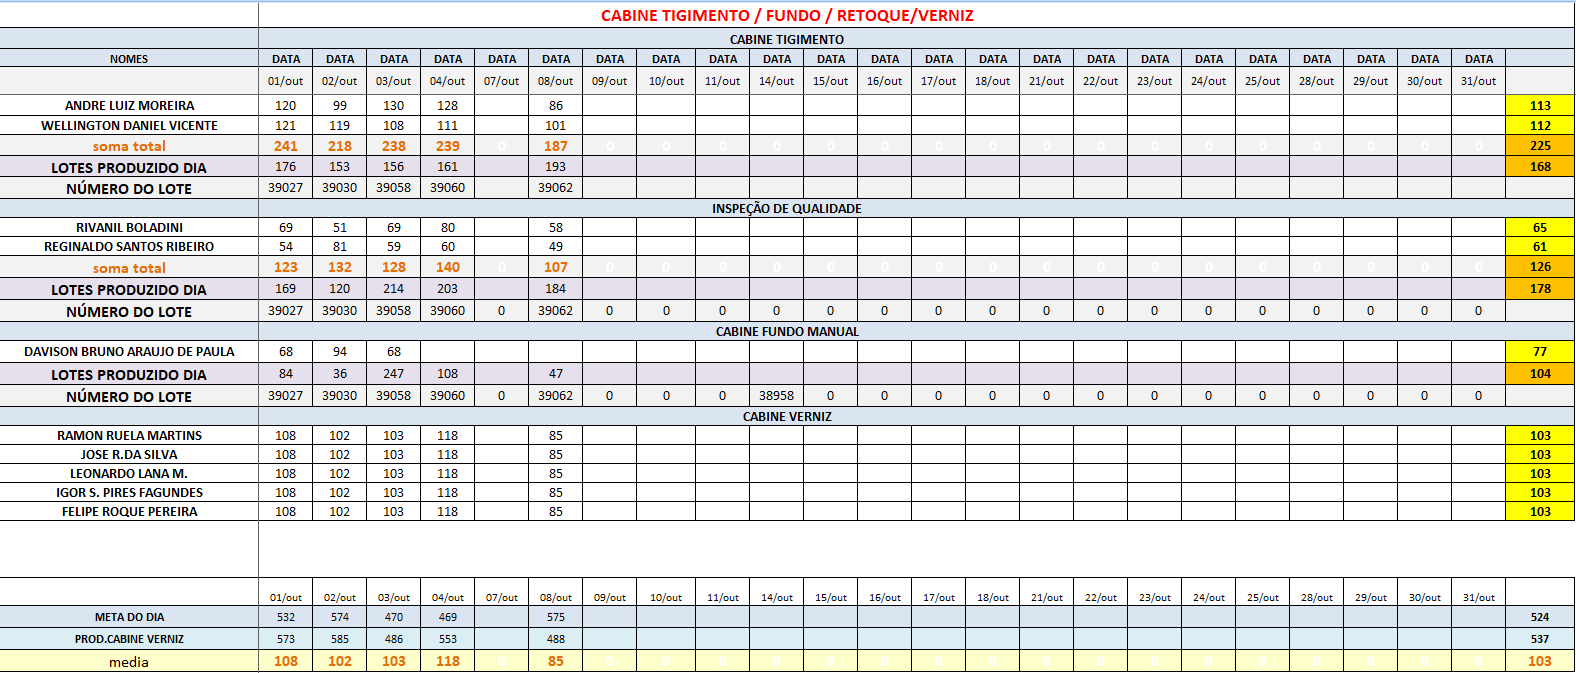 CABINE TIGIMENTO / FUNDO / RETOQUE/VERNIZ
CABINE TIGIMENTO
NOMES DATA DATA DATA DATA DATA DATA DATA DATA DATA DATA DATA DATA DATA DATA DATA DATA DATA DATA DATA DATA DATA DATA DATA
01/out 02/out 03/out 04/out 07/out 08/out 09/out 10/out 11/out 14/out 15/out 16/out 17/out 18/out 21/out 22/out 23/out 24/out 25/out 28/out 29/out 30/out 31/out
ANDRE LUIZ MOREIRA 120 99 130 128 86 113
WELLINGTON DANIEL VICENTE 121 119 108 111 101 112
soma total 241 218 238 239 0 187 0 0 0 0 0 0 0 0 0 0 0 0 0 0 0 0 0 225
LOTES PRODUZIDO DIA 176 153 156 161 193 168
NÚMERO DO LOTE 39027 39030 39058 39060 39062
INSPEÇÃO DE QUALIDADE
RIVANIL BOLADINI 69 51 69 80 58 65
REGINALDO SANTOS RIBEIRO 54 81 59 60 49 61
soma total 123 132 128 140 0 107 0 0 0 0 0 0 0 0 0 0 0 0 0 0 0 0 0 126
LOTES PRODUZIDO DIA 169 120 214 203 184 178
NÚMERO DO LOTE 39027 39030 39058 39060 0 39062 0 0 0 0 0 0 0 0 0 0 0 0 0 0 0 0 0
CABINE FUNDO MANUAL
DAVISON BRUNO ARAUJO DE PAULA 68 94 68 77
LOTES PRODUZIDO DIA 84 36 247 108 47 104
NÚMERO DO LOTE 39027 39030 39058 39060 0 39062 0 0 0 38958 0 0 0 0 0 0 0 0 0 0 0 0 0
CABINE VERNIZ
RAMON RUELA MARTINS 108 102 103 118 85 103
JOSE R.DA SILVA 108 102 103 118 85 103
LEONARDO LANA M. 108 102 103 118 85 103
IGOR S. PIRES FAGUNDES 108 102 103 118 85 103
FELIPE ROQUE PEREIRA 108 102 103 118 85 103
01/out 02/out 03/out 04/out 07/out 08/out 09/out 10/out 11/out 14/out 15/out 16/out 17/out 18/out 21/out 22/out 23/out 24/out 25/out 28/out 29/out 30/out 31/out
META DO DIA 532 574 470 469 575 524
PROD.CABINE VERNIZ 573 585 486 553 488 537
media 108 102 103 118 0 85 0 0 0 0 0 0 0 0 0 0 0 0 0 0 0 0 0 103